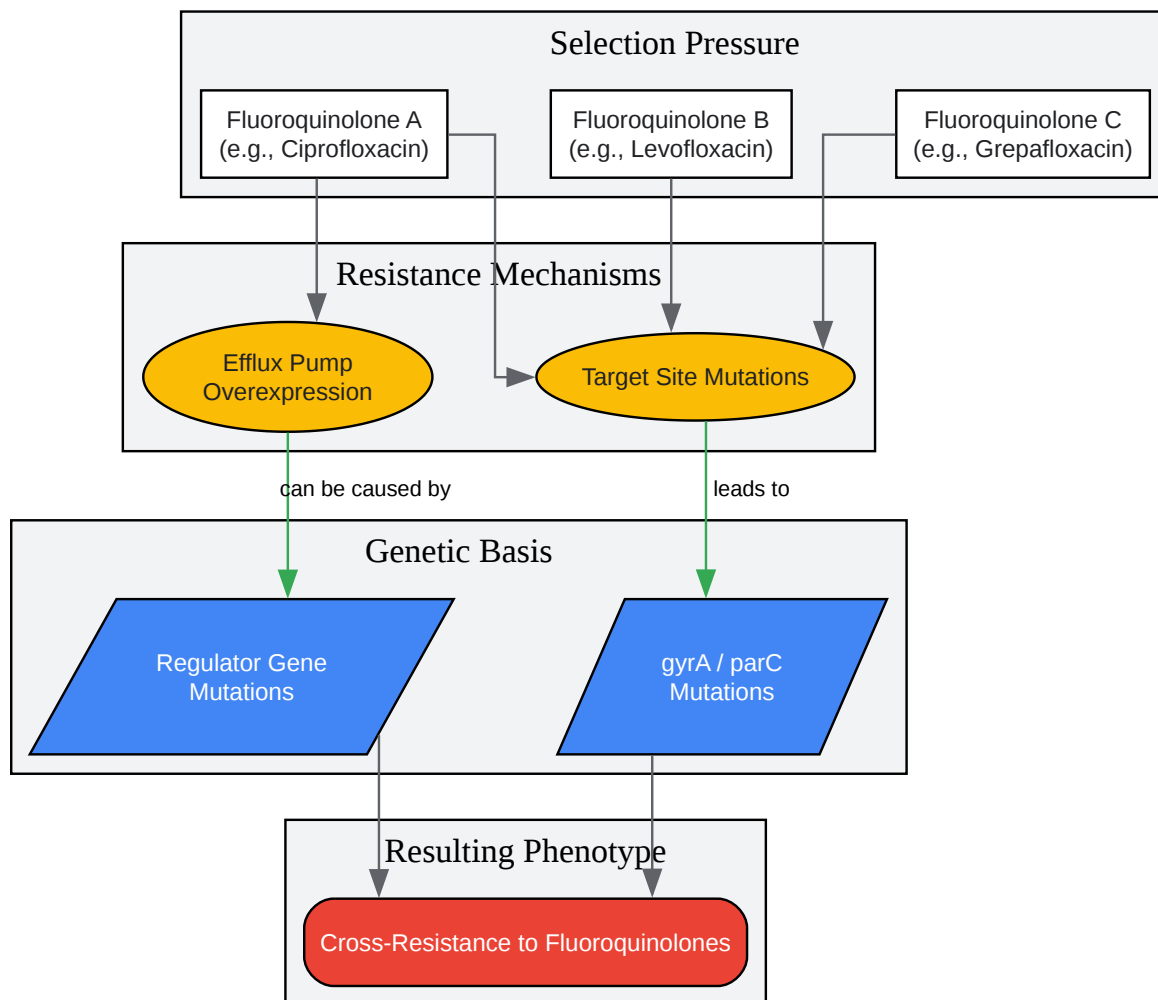 Selection Pressure
Fluoroquinolone A
(e.g., Ciprofloxacin)
Fluoroquinolone B
(e.g., Levofloxacin)
Fluoroquinolone C
(e.g., Grepafloxacin)
Resistance Mechanisms
Efflux Pump
Overexpression
Target Site Mutations
can be caused by
leads to
Genetic Basis
Regulator Gene
Mutations
gyrA / parC
Mutations
Resulting Phenotype
Cross-Resistance to Fluoroquinolones